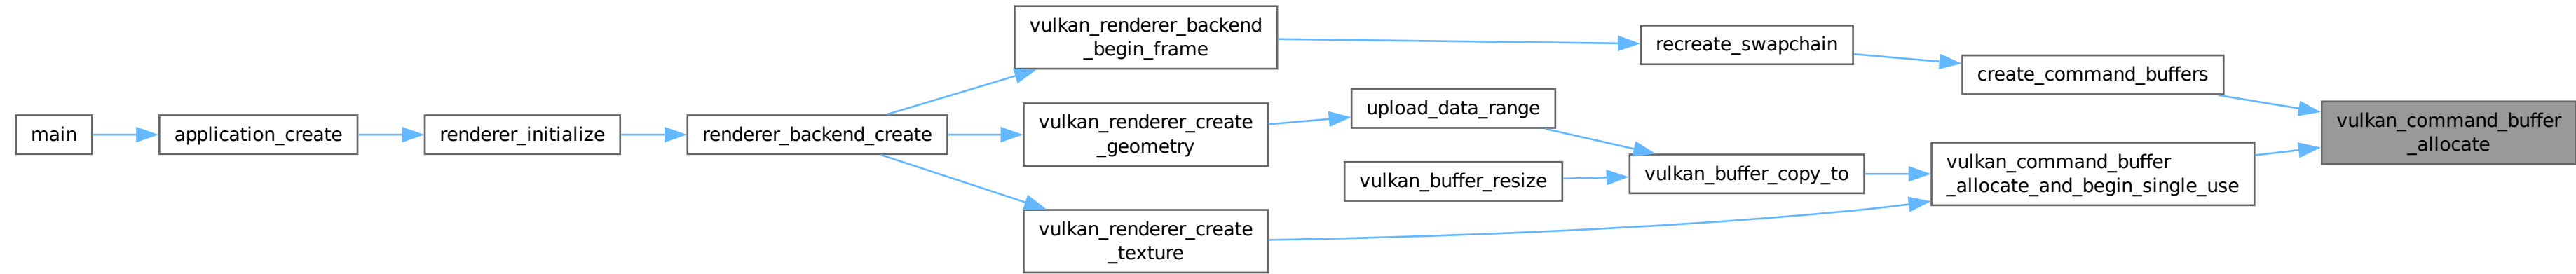 main
application_create
renderer_initialize
renderer_backend_create
vulkan_renderer_backend
_begin_frame
vulkan_renderer_create
_geometry
vulkan_renderer_create
_texture
upload_data_range
vulkan_buffer_resize
recreate_swapchain
vulkan_buffer_copy_to
create_command_buffers
vulkan_command_buffer
_allocate_and_begin_single_use
vulkan_command_buffer
_allocate